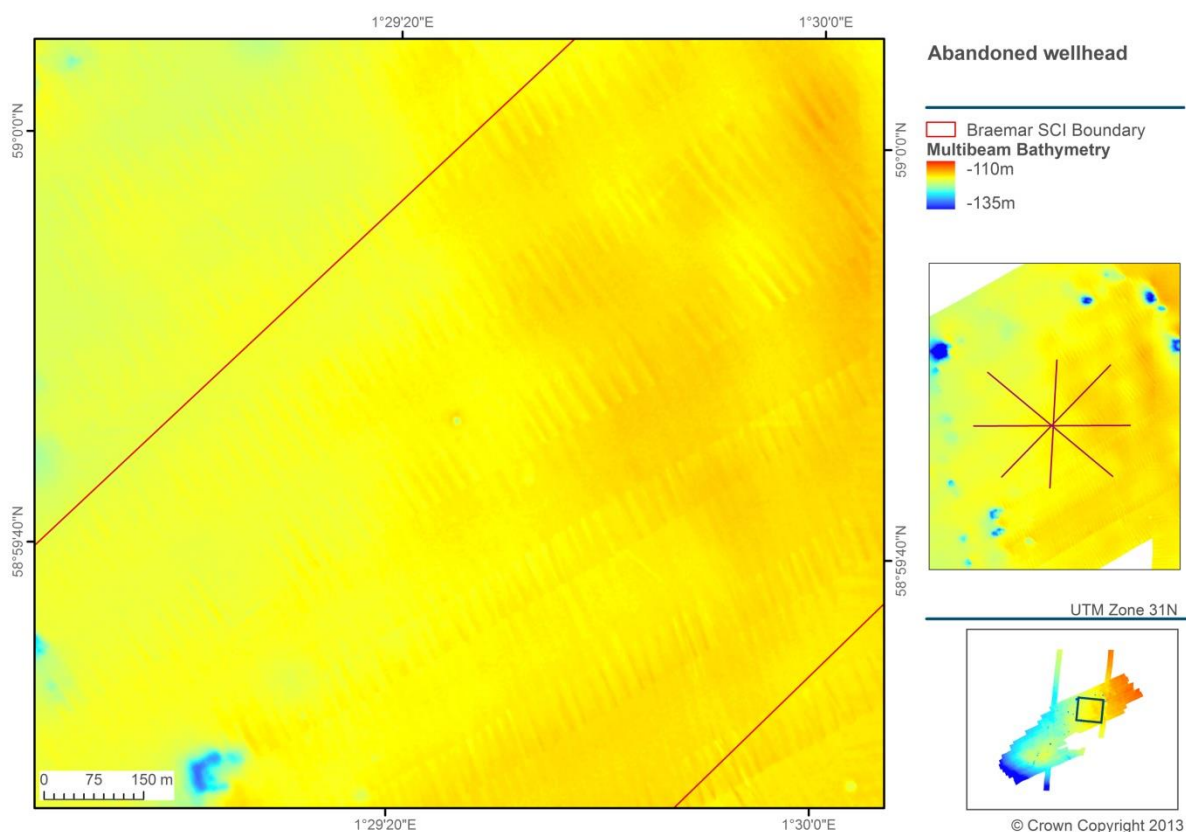 1°29'20"E
1°30'0"E
59°0'0"N
59°0'0"N
58°59'40"N
58°59'40"N
0 75 150 m
1°29'20"E
1°30'0"E
Abandoned wellhead
Braemar SCI Boundary
Multibeam Bathymetry
-110m
-135m
UTM Zone 31N
© Crown Copyright 2013